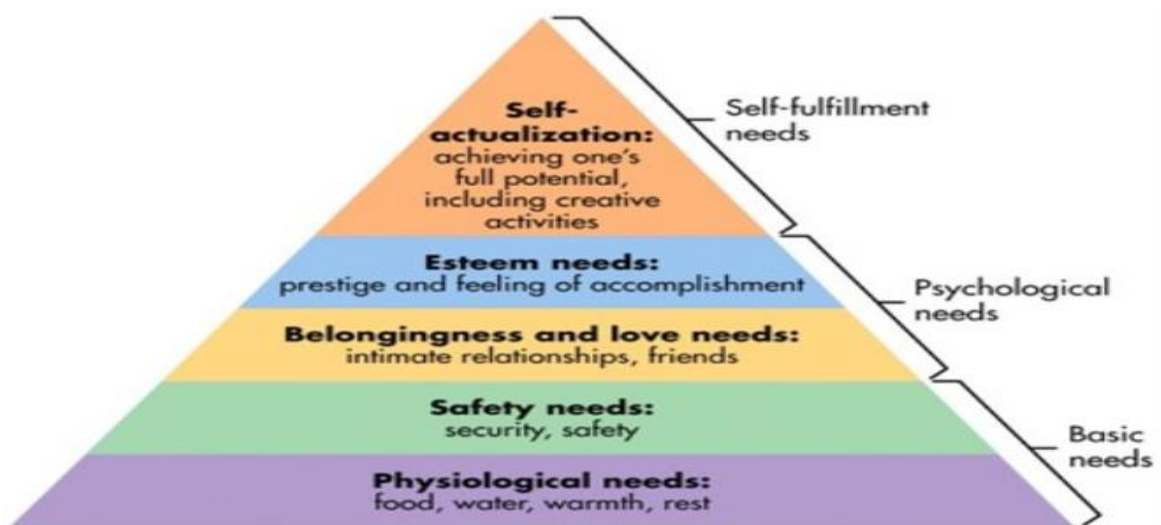 Self-
actualization:
achieving one's
full potential,
including creative
activities
Self-fulfillment
needs
Esteem needs:
prestige and feeling of accomplishment
Belongingness and love needs:
intimate relationships, friends
Psychological
needs
Safety needs:
security, safety
Physiological needs:
food, water, warmth, rest
Basic
needs